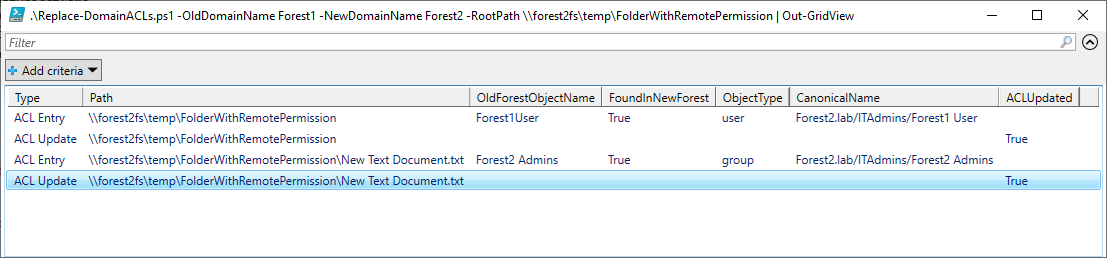 .\Replace-DomainACLs.ps1 -OldDomainName Forest1 -NewDomainName Forest2 -RootPath \\forest2fs\temp\FolderWithRemotePermission | Out-GridView
Filter
Add criteria
Type Path OldForestObjectName FoundInNewForest ObjectType CanonicalName ACLUpdated
ACL Entry \\forest2fs\temp\FolderWithRemotePermission Forest1User True user Forest2.lab/ITAdmins/Forest1 User
ACL Update \\forest2fs\temp\FolderWithRemotePermission True
ACL Entry \\forest2fs\temp\FolderWithRemotePermission\New Text Document.txt Forest2 Admins True group Forest2.lab/ITAdmins/Forest2 Admins
ACL Update \\forest2fs\temp\FolderWithRemotePermission\New Text Document.txt True